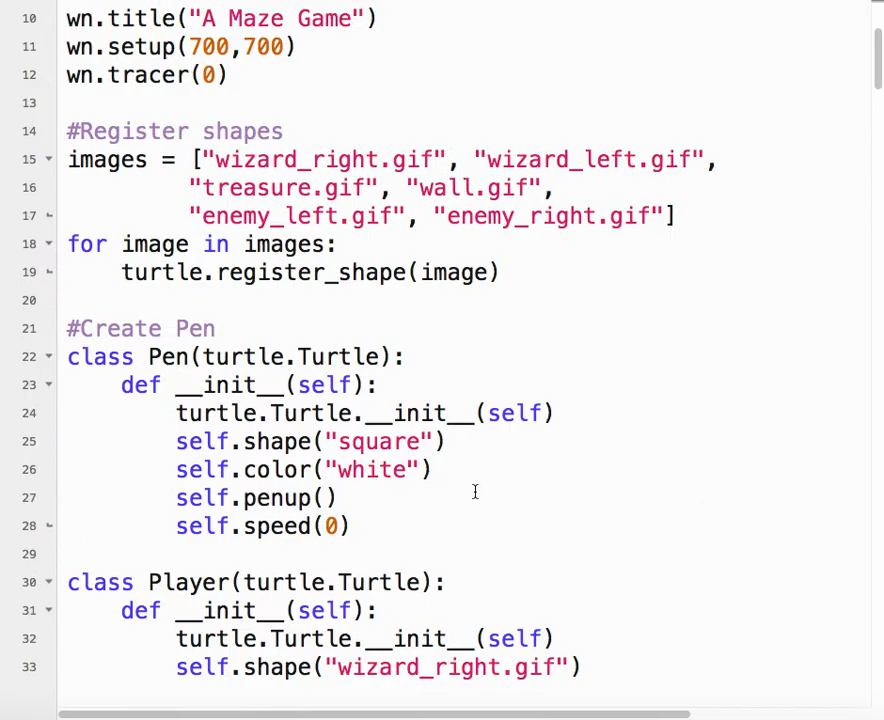 10 wn.title("A Maze Game")
11 wn.setup(700,700)
12 wn.tracer(0)
13
14 #Register shapes
15 images = ["wizard_right.gif", "wizard_left.gif",
16         "treasure.gif", "wall.gif",
17         "enemy_left.gif", "enemy_right.gif"]
18 for image in images:
19     turtle.register_shape(image)
20
21 #Create Pen
22 class Pen(turtle.Turtle):
23     def __init__(self):
24         turtle.Turtle.__init__(self)
25         self.shape("square")
26         self.color("white")
27         self.penup()
28         self.speed(0)
29
30 class Player(turtle.Turtle):
31     def __init__(self):
32         turtle.Turtle.__init__(self)
33         self.shape("wizard_right.gif")